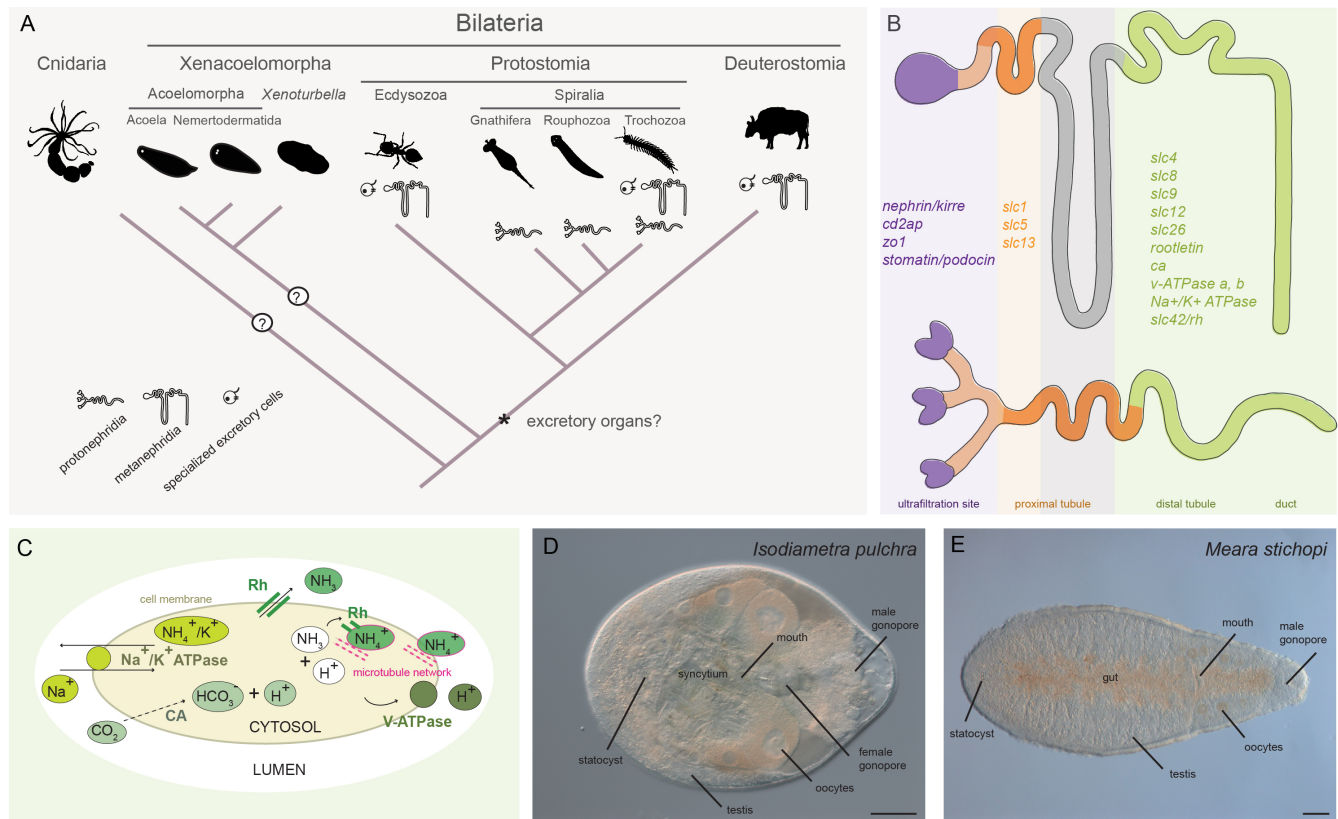 A
Bilateria
Cnidaria
Xenacoelomorpha
Protostomia
Deuterostomia
Acoelomorpha
Xenoturbella
Ecdysozoa
Spiralia
Acoela
Nemertodermatida
Gnathifera
Rouphozoa
Trochozoa
?
?
* excretory organs?
protonephridia
metanephridia
specialized excretory cells
B
nephrin/kirre
cd2ap
zo1
stomatin/podocin
slc1
slc5
slc13
slc4
slc8
slc9
slc12
slc26
rootletin
ca
v-ATPase a, b
Na+/K+ ATPase
slc42/rh
ultrafiltration site
proximal tubule
distal tubule
duct
C
cell membrane
Rh
NH3
NH4+/K+
Na+/K+ ATPase
Na+
Rh
NH3
NH4+
NH4+
+
H+
microtubule network
HCO3- + H+
CA
CO2
CYTOSOL
V-ATPase
H+
LUMEN
D
Isodiametra pulchra
male
gonopore
mouth
syncytium
statocyst
female
gonopore
oocytes
testis
E
Meara stichopi
mouth
male
gonopore
gut
statocyst
oocytes
testis